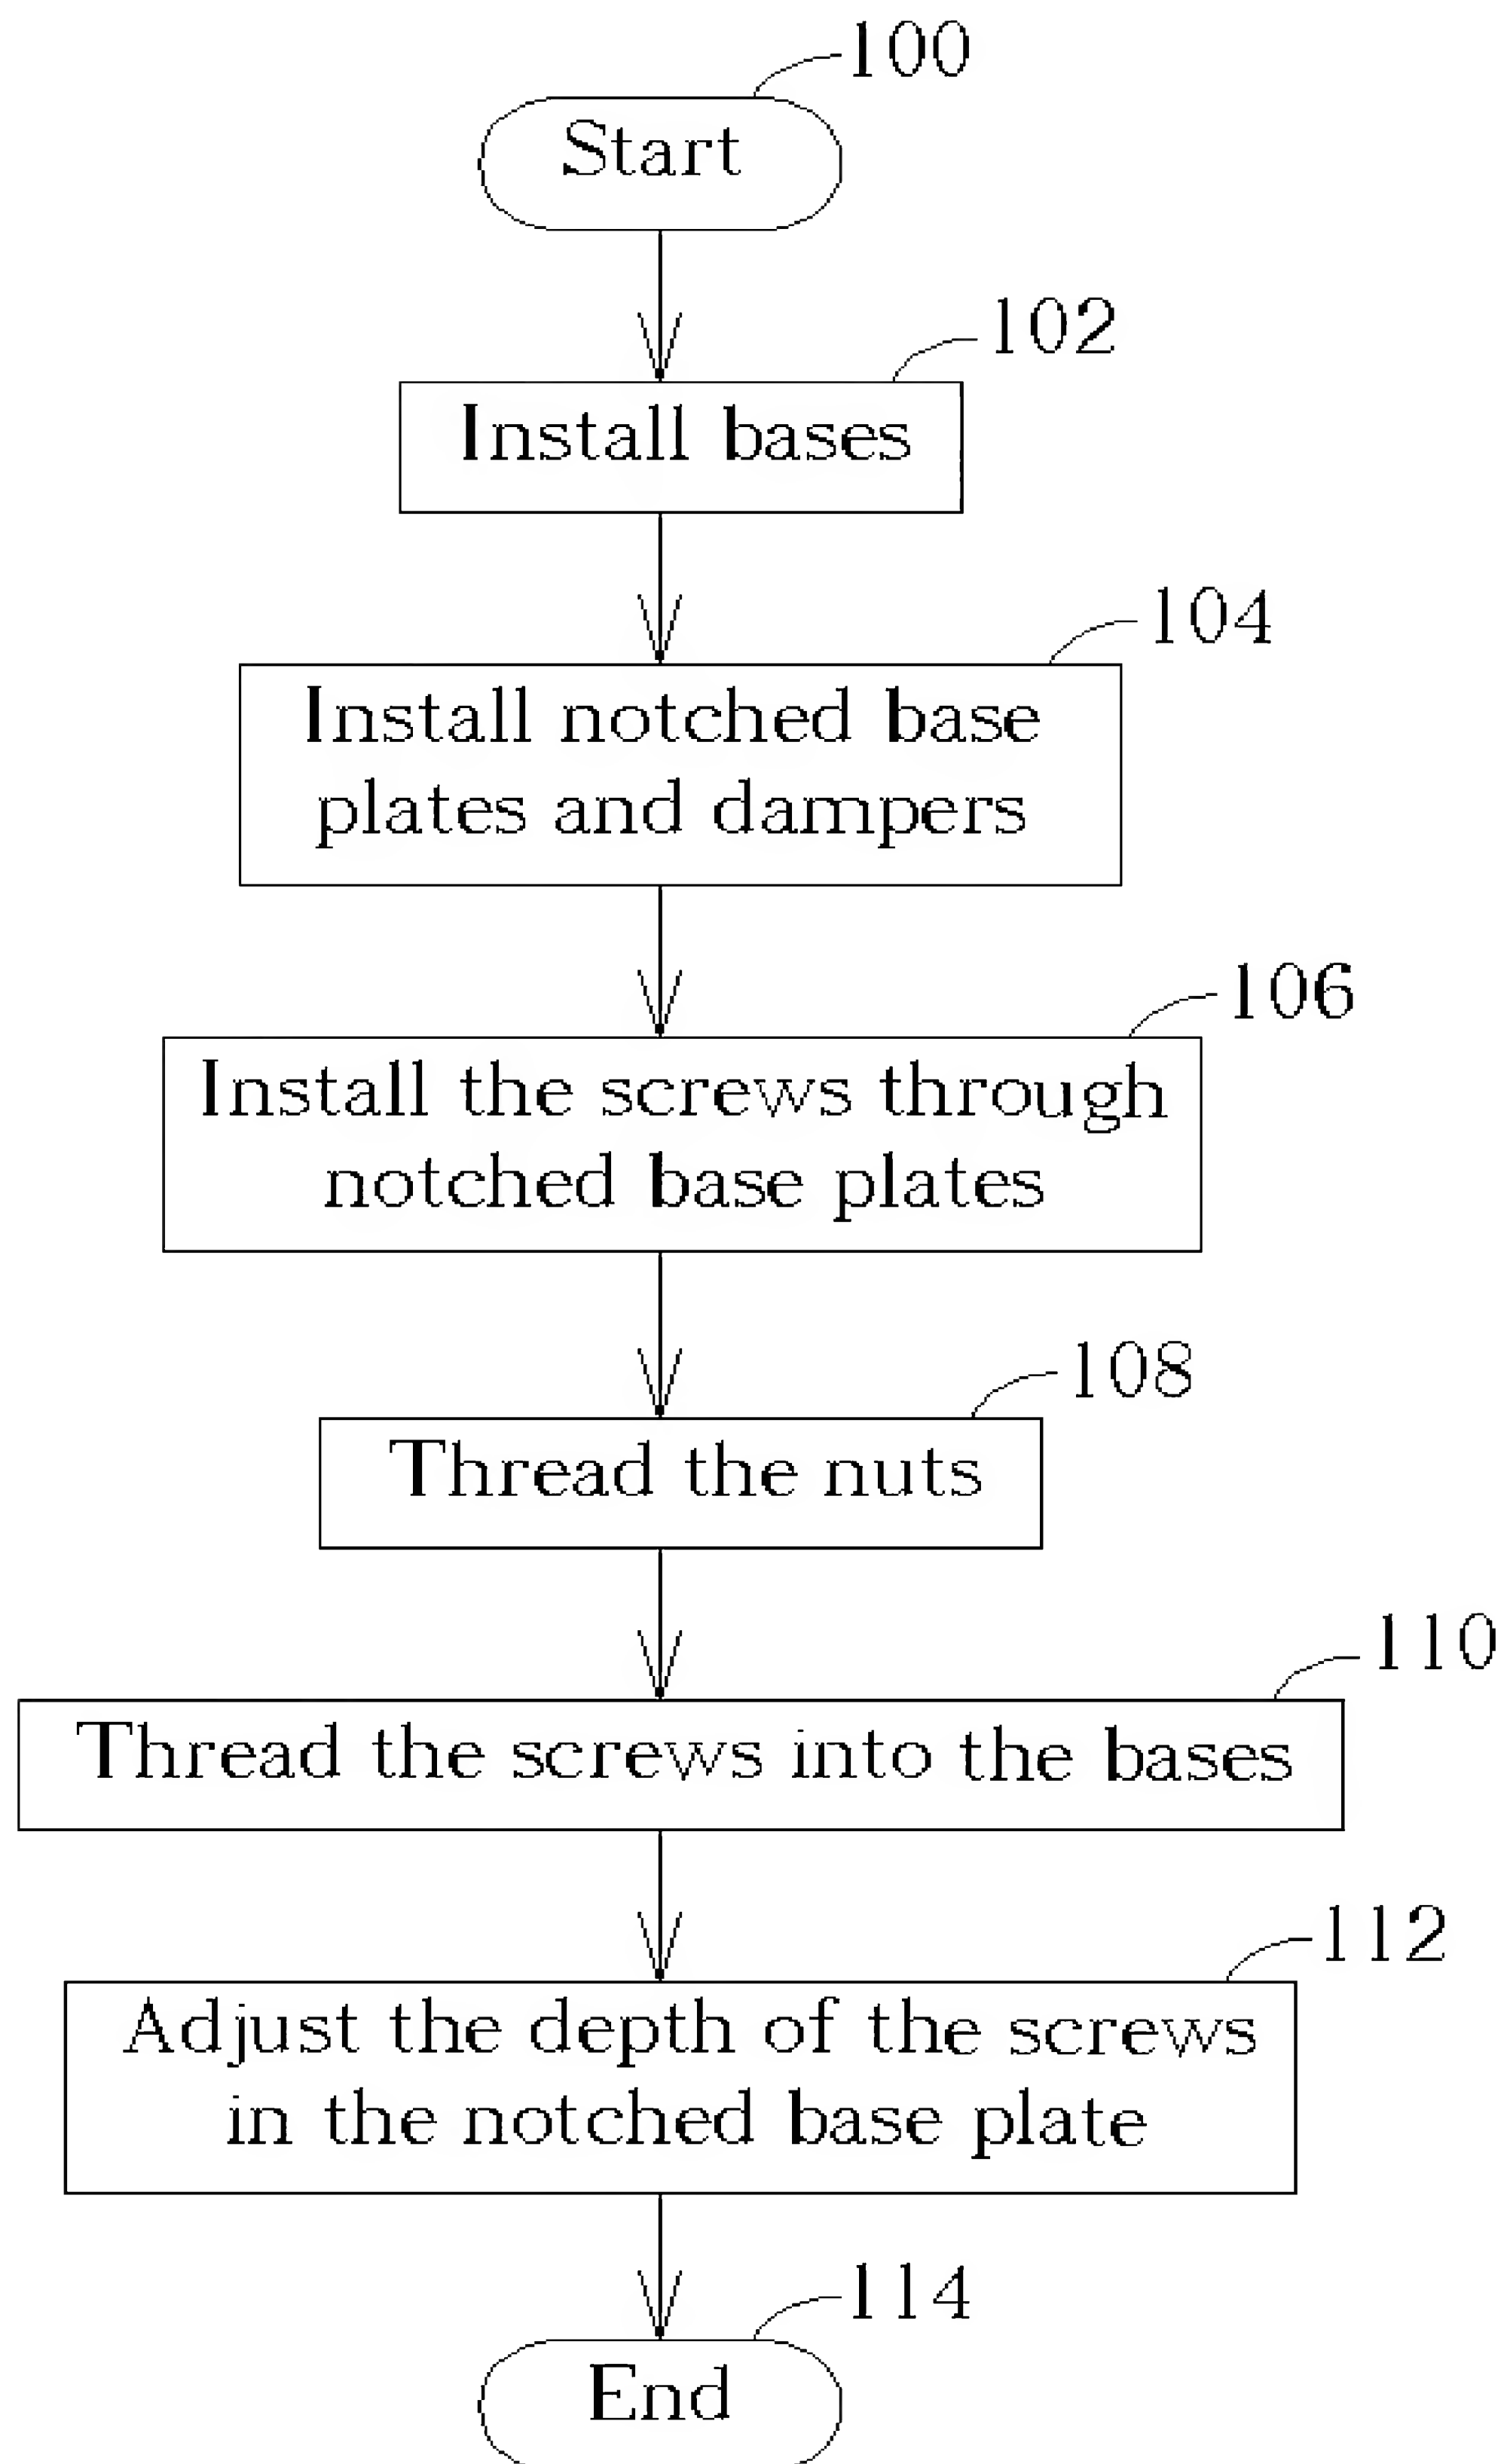 100
Start
102
Install bases
104
Install notched base
plates and dampers
106
Install the screws through
notched base plates
108
Thread the nuts
110
Thread the screws into the bases
112
Adjust the depth of the screws
in the notched base plate
114
End